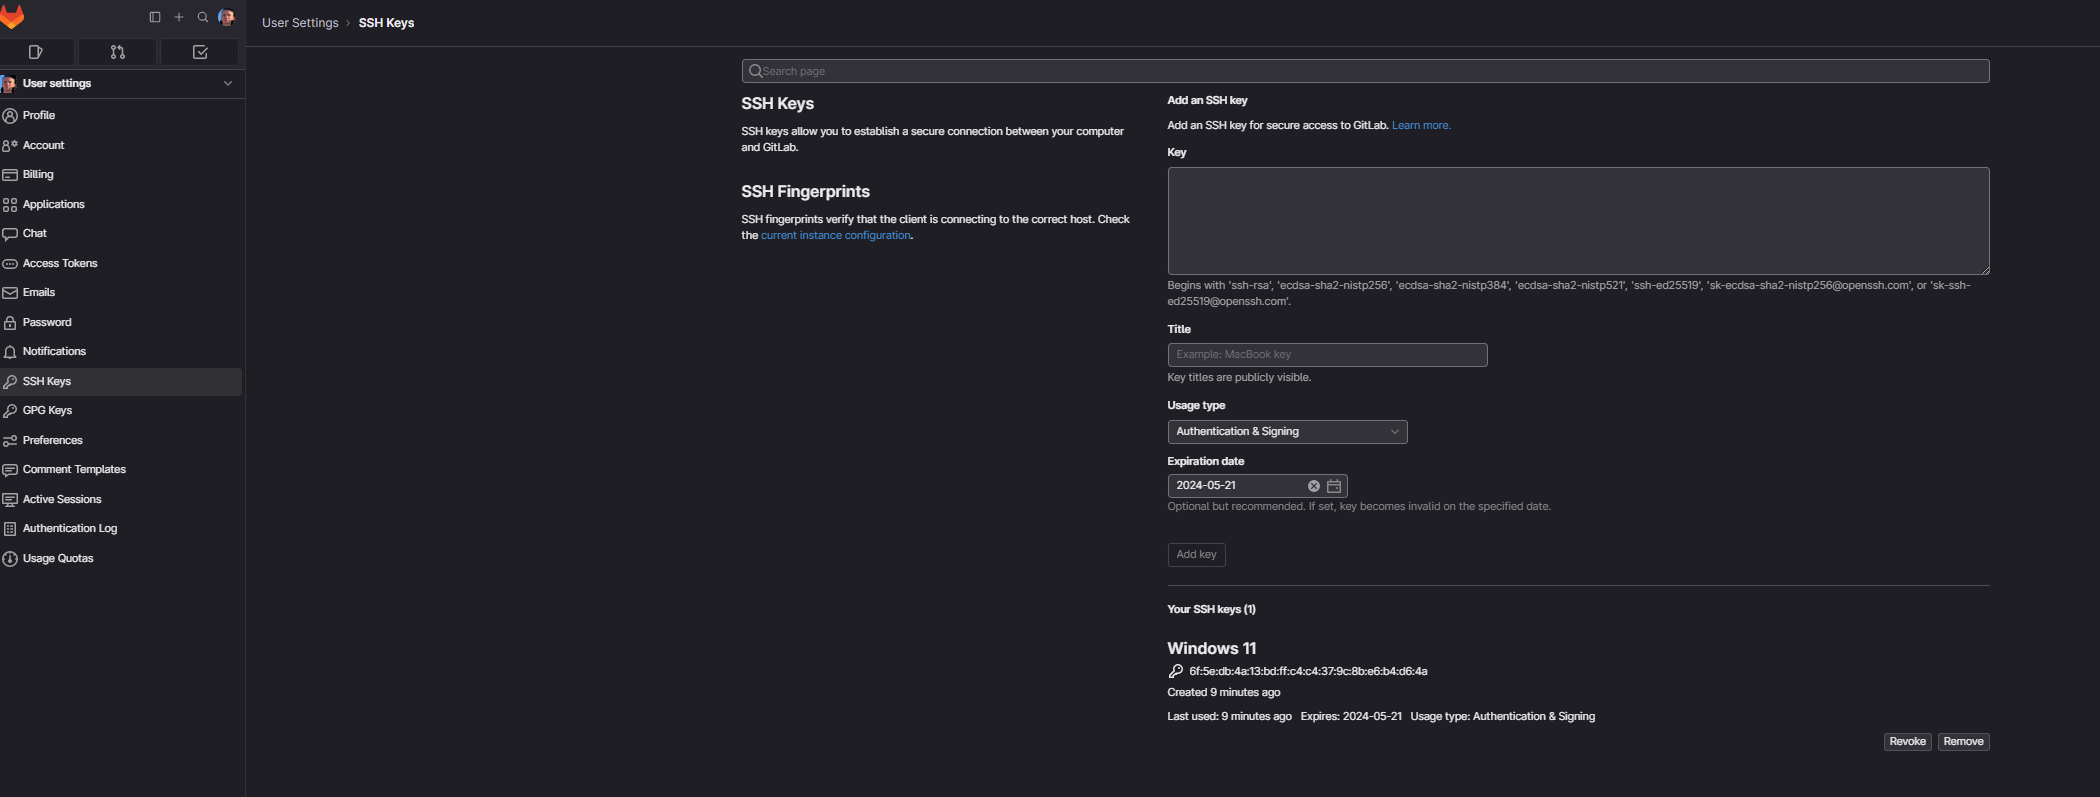 User Settings › SSH Keys
User settings
Profile
Account
Billing
Applications
Chat
Access Tokens
Emails
Password
Notifications
SSH Keys
GPG Keys
Preferences
Comment Templates
Active Sessions
Authentication Log
Usage Quotas
Search page
SSH Keys
SSH keys allow you to establish a secure connection between your computer
and GitLab.
SSH Fingerprints
SSH fingerprints verify that the client is connecting to the correct host. Check
the current instance configuration.
Add an SSH key
Add an SSH key for secure access to GitLab. Learn more.
Key
Begins with 'ssh-rsa', 'ecdsa-sha2-nistp256', 'ecdsa-sha2-nistp384', 'ecdsa-sha2-nistp521', 'ssh-ed25519', 'sk-ecdsa-sha2-nistp256@openssh.com', or 'sk-ssh-
ed25519@openssh.com'.
Title
Example: MacBook key
Key titles are publicly visible.
Usage type
Authentication & Signing
Expiration date
2024-05-21
Optional but recommended. If set, key becomes invalid on the specified date.
Add key
Your SSH keys (1)
Windows 11
6f:5e:db:4a:13:bd:ff:c4:c4:37:9c:8b:e6:b4:d6:4a
Created 9 minutes ago
Last used: 9 minutes ago Expires: 2024-05-21 Usage type: Authentication & Signing
Revoke Remove